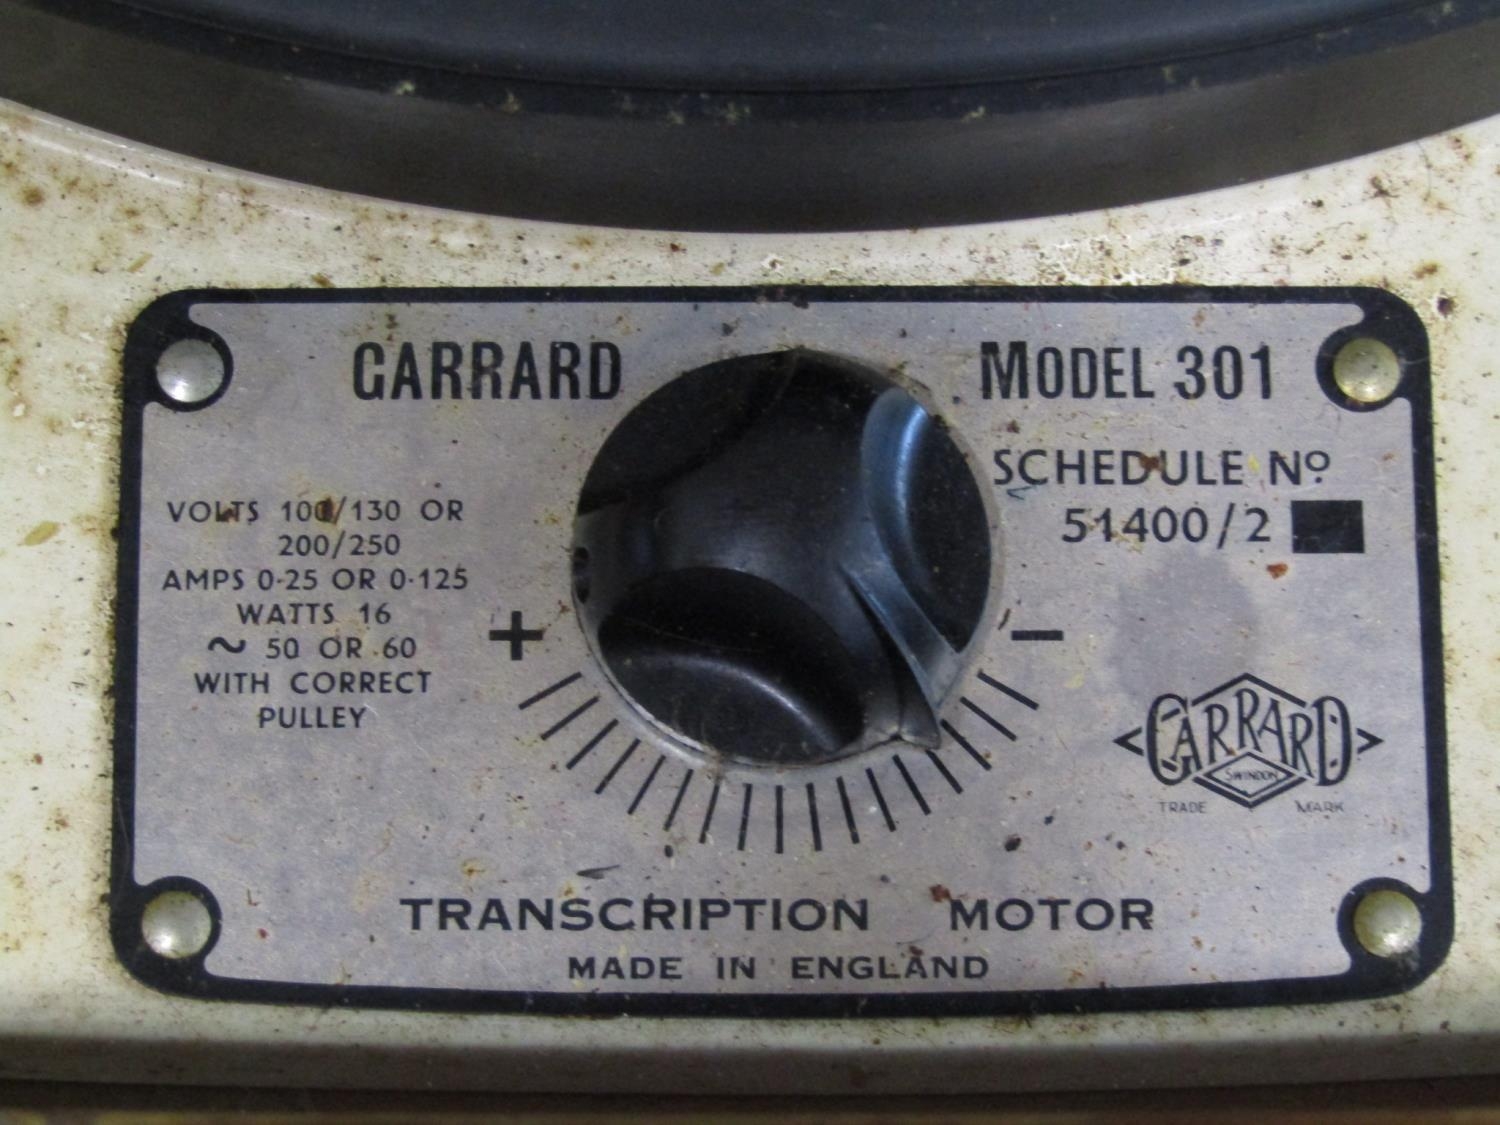 GARRARD
MODEL 301
SCHEDULE Nº
51400/2
VOLTS 100/130 OR
200/250
AMPS 0·25 OR 0·125
WATTS 16
~ 50 OR 60
WITH CORRECT
PULLEY
+
−
GARRARD
SWINDON
TRADE MARK
TRANSCRIPTION MOTOR
MADE IN ENGLAND